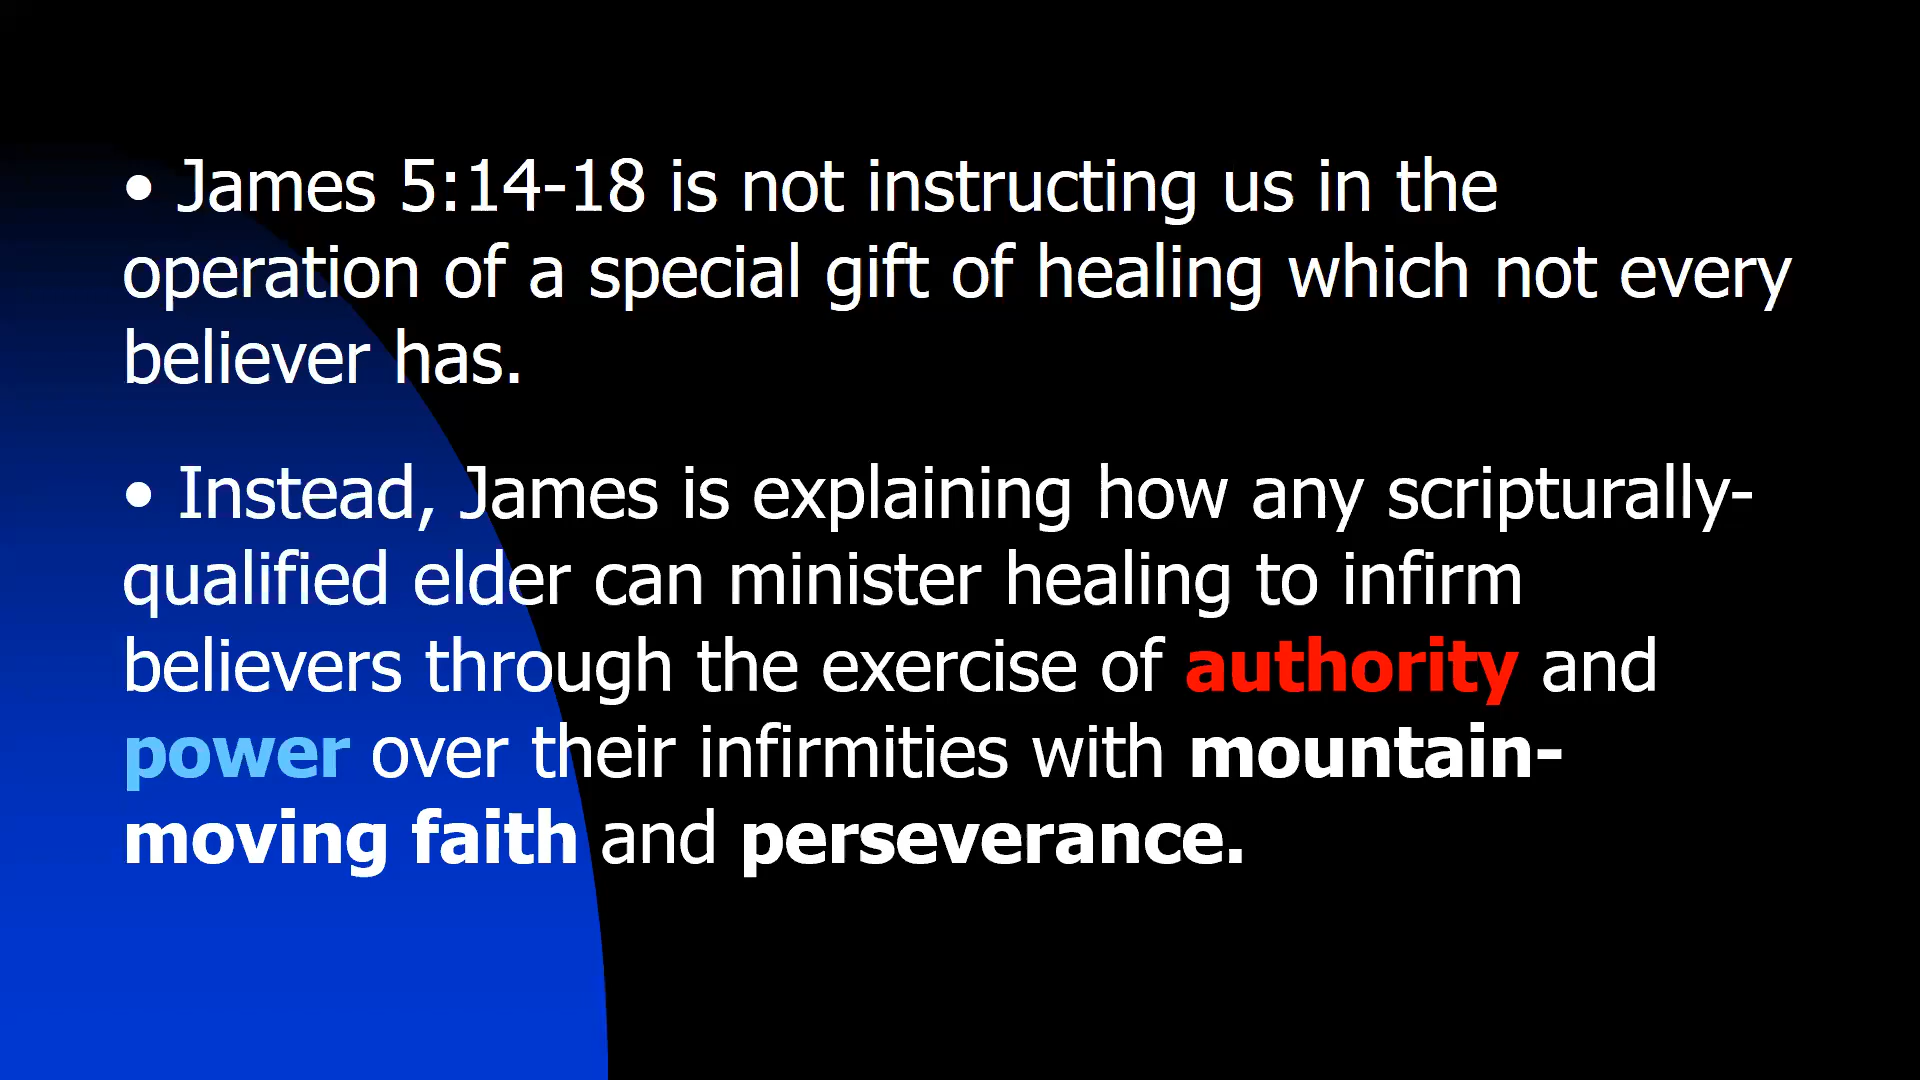 • James 5:14-18 is not instructing us in the
operation of a special gift of healing which not every
believer has.
• Instead, James is explaining how any scripturally-
qualified elder can minister healing to infirm
believers through the exercise of authority and
power over their infirmities with mountain-
moving faith and perseverance.